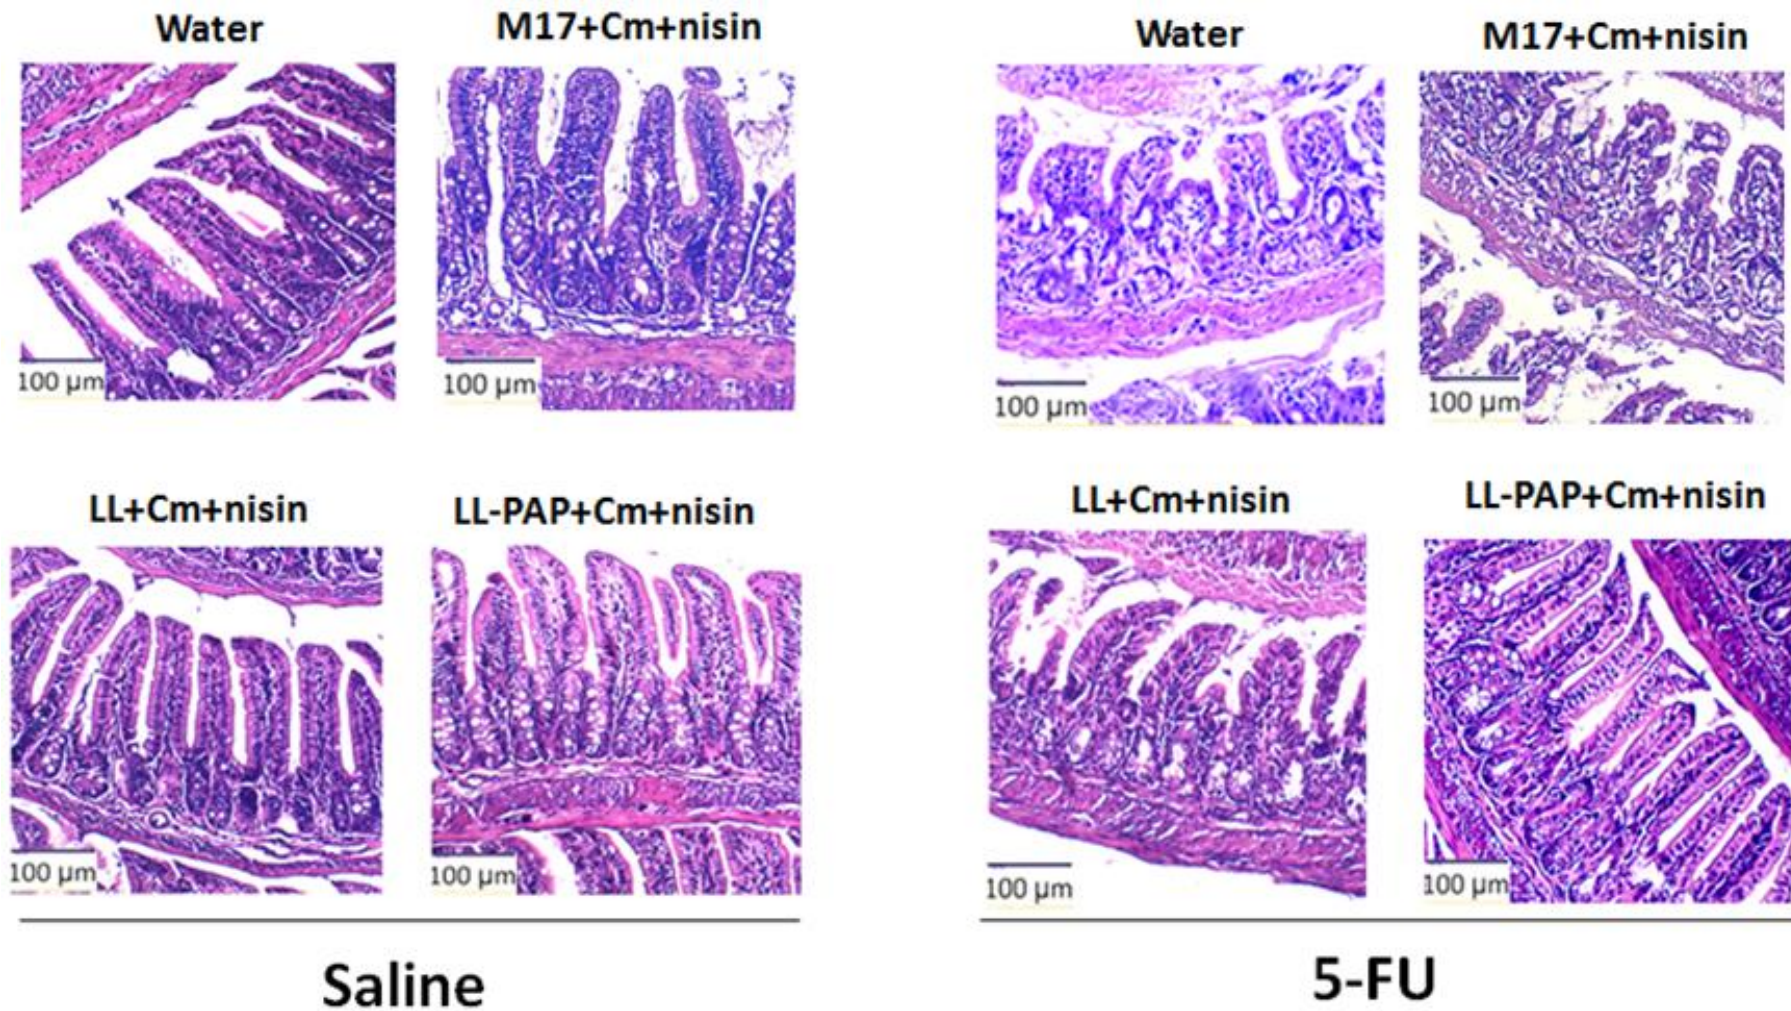 Water
M17+Cm+nisin
Water
M17+Cm+nisin
100 µm
100 µm
100 µm
100 µm
LL+Cm+nisin
LL-PAP+Cm+nisin
LL+Cm+nisin
LL-PAP+Cm+nisin
100 µm
100 µm
100 µm
100 µm
Saline
5-FU